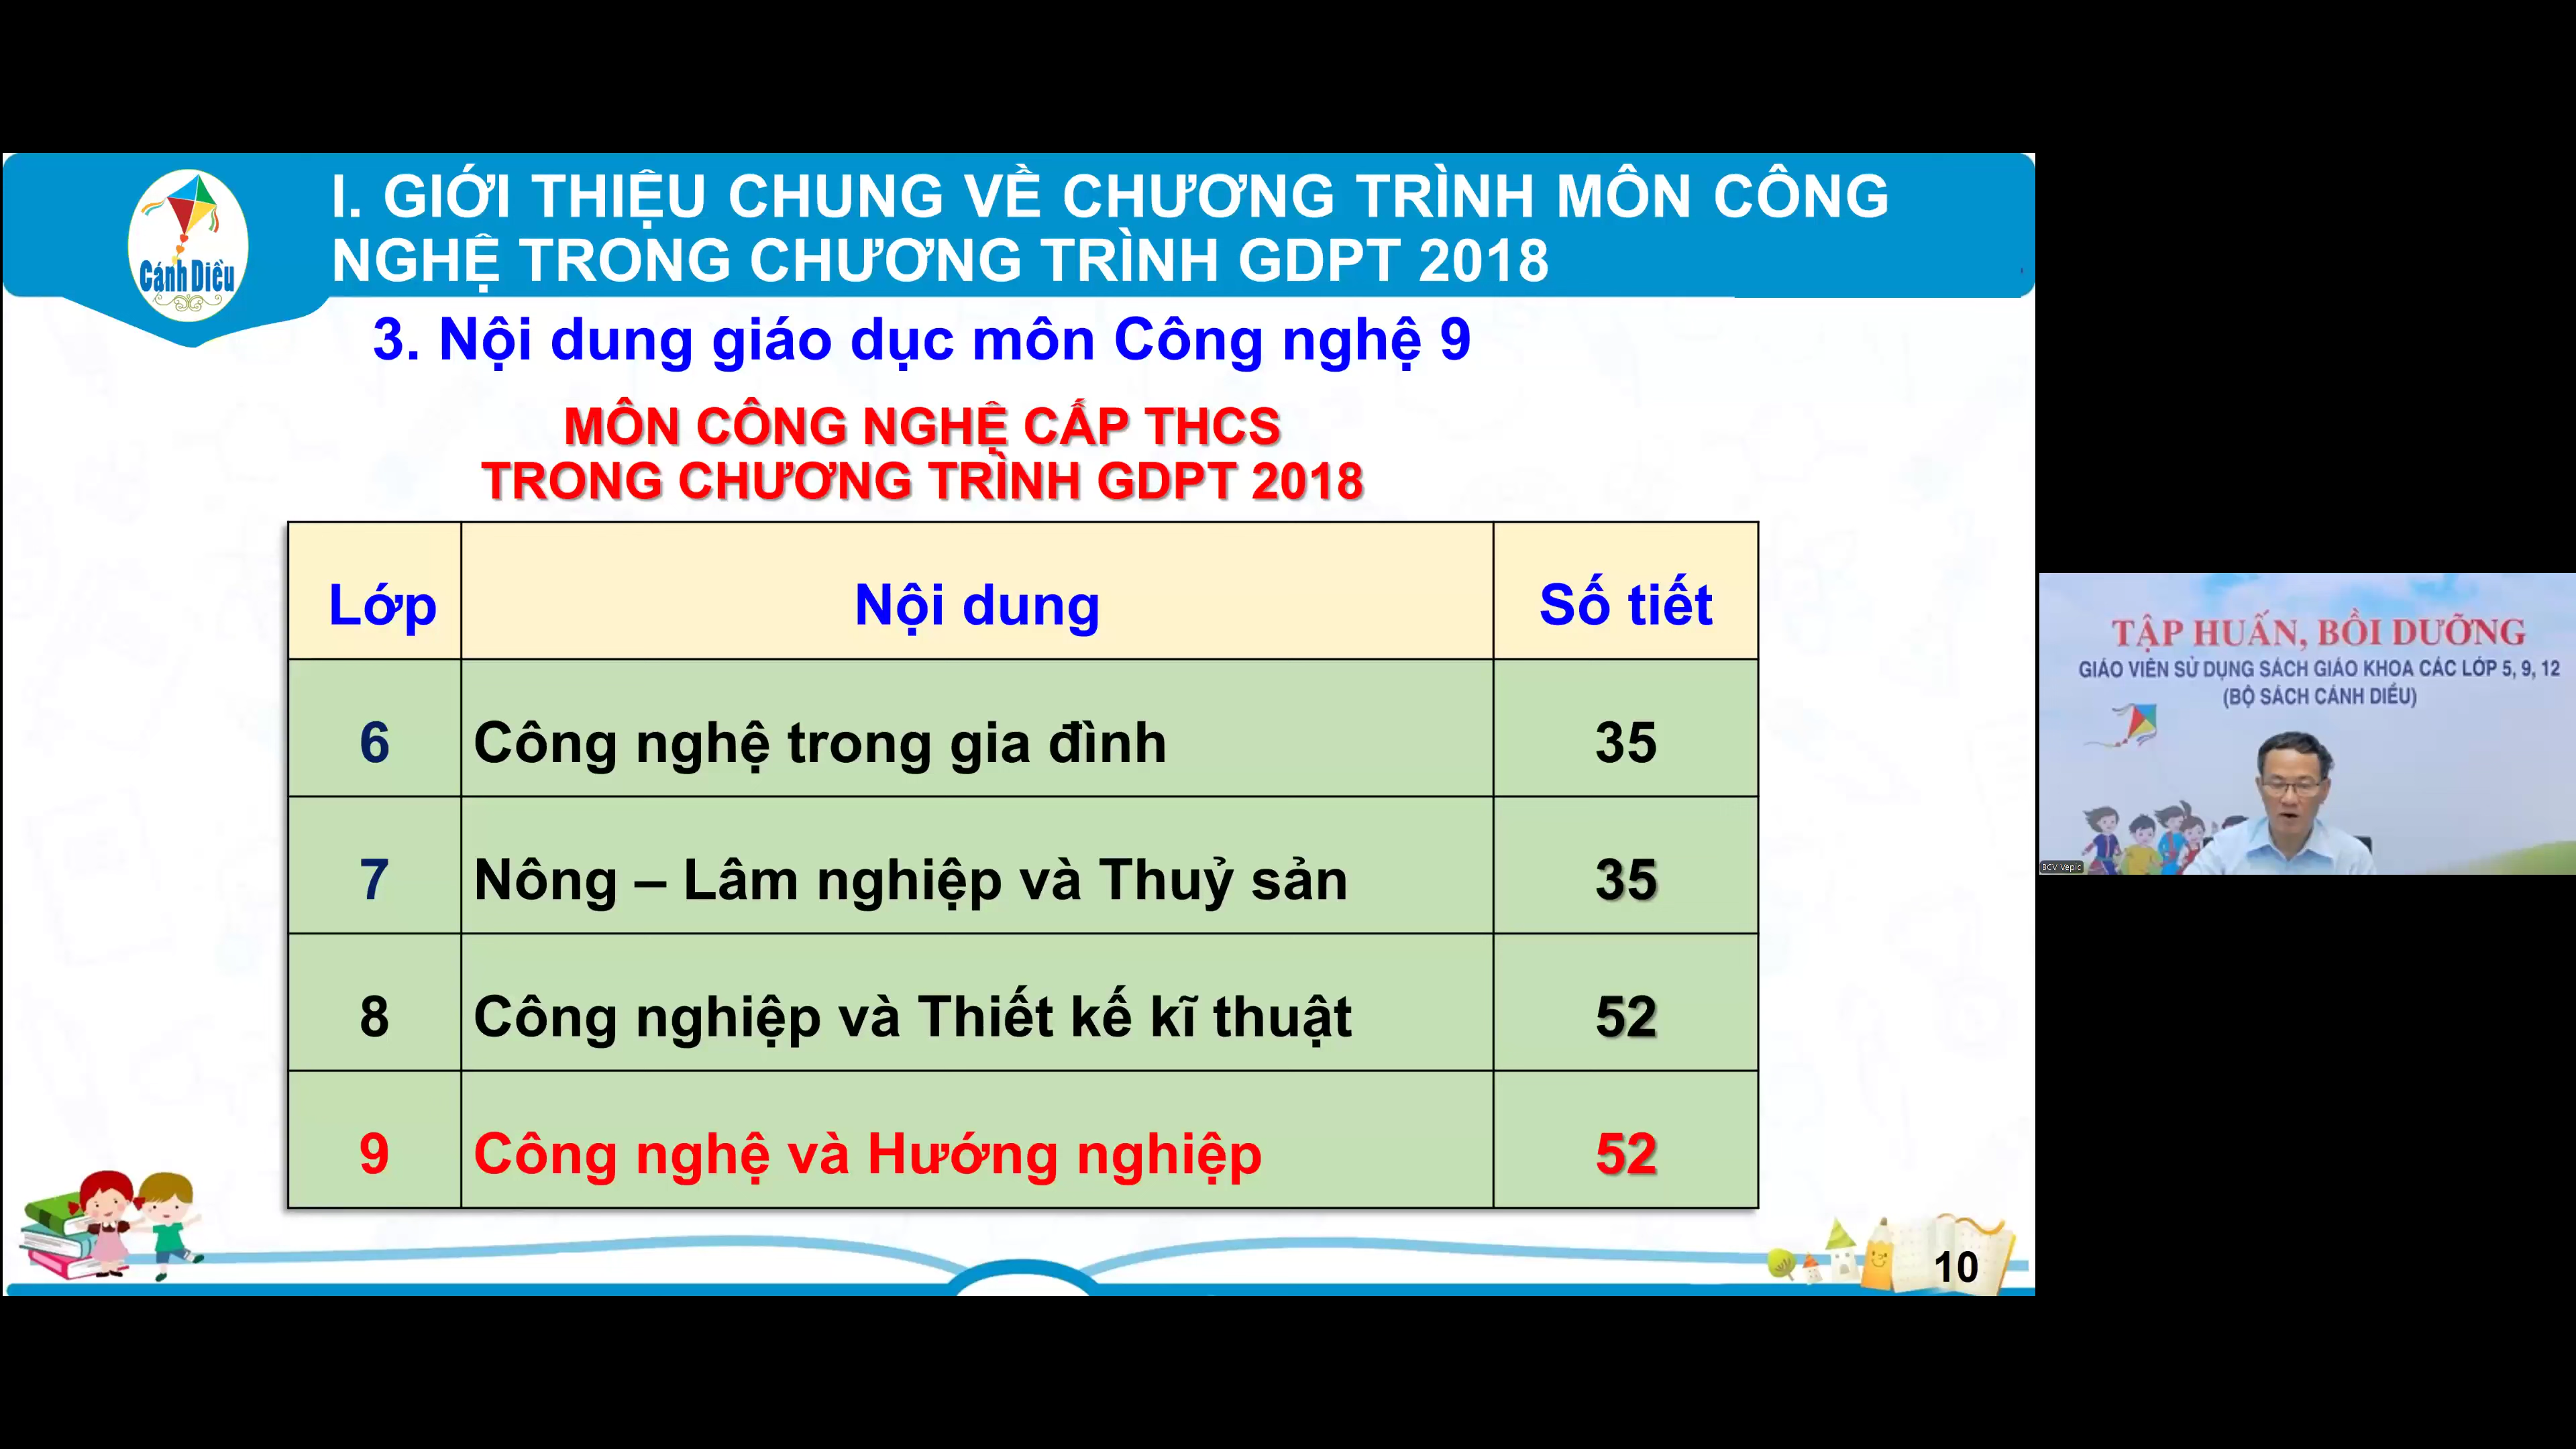 I. GIỚI THIỆU CHUNG VỀ CHƯƠNG TRÌNH MÔN CÔNG
NGHỆ TRONG CHƯƠNG TRÌNH GDPT 2018
Cánh Diều
3. Nội dung giáo dục môn Công nghệ 9
MÔN CÔNG NGHỆ CẤP THCS
TRONG CHƯƠNG TRÌNH GDPT 2018
Lớp Nội dung Số tiết
6 Công nghệ trong gia đình 35
7 Nông – Lâm nghiệp và Thuỷ sản 35
8 Công nghiệp và Thiết kế kĩ thuật 52
9 Công nghệ và Hướng nghiệp 52
10
TẬP HUẤN, BỒI DƯỠNG
GIÁO VIÊN SỬ DỤNG SÁCH GIÁO KHOA CÁC LỚP 5, 9, 12
(BỘ SÁCH CÁNH DIỀU)
BCV Vepic